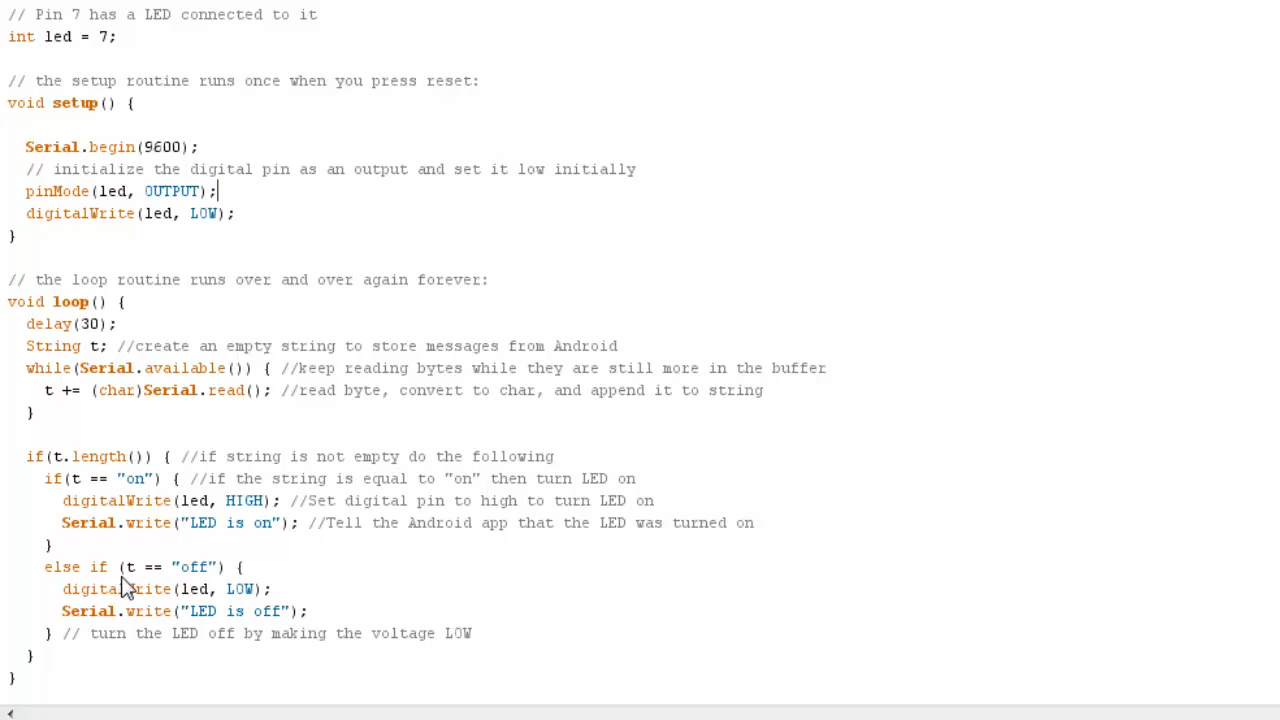 // Pin 7 has a LED connected to it
int led = 7;
// the setup routine runs once when you press reset:
void setup() {
Serial.begin(9600);
// initialize the digital pin as an output and set it low initially
pinMode(led, OUTPUT);
digitalWrite(led, LOW);
}
// the loop routine runs over and over again forever:
void loop() {
delay(30);
String t; //create an empty string to store messages from Android
while(Serial.available()) { //keep reading bytes while they are still more in the buffer
t += (char)Serial.read(); //read byte, convert to char, and append it to string
}
if(t.length()) { //if string is not empty do the following
if(t == "on") { //if the string is equal to "on" then turn LED on
digitalWrite(led, HIGH); //Set digital pin to high to turn LED on
Serial.write("LED is on"); //Tell the Android app that the LED was turned on
}
else if (t == "off") {
digitalWrite(led, LOW);
Serial.write("LED is off");
} // turn the LED off by making the voltage LOW
}
}